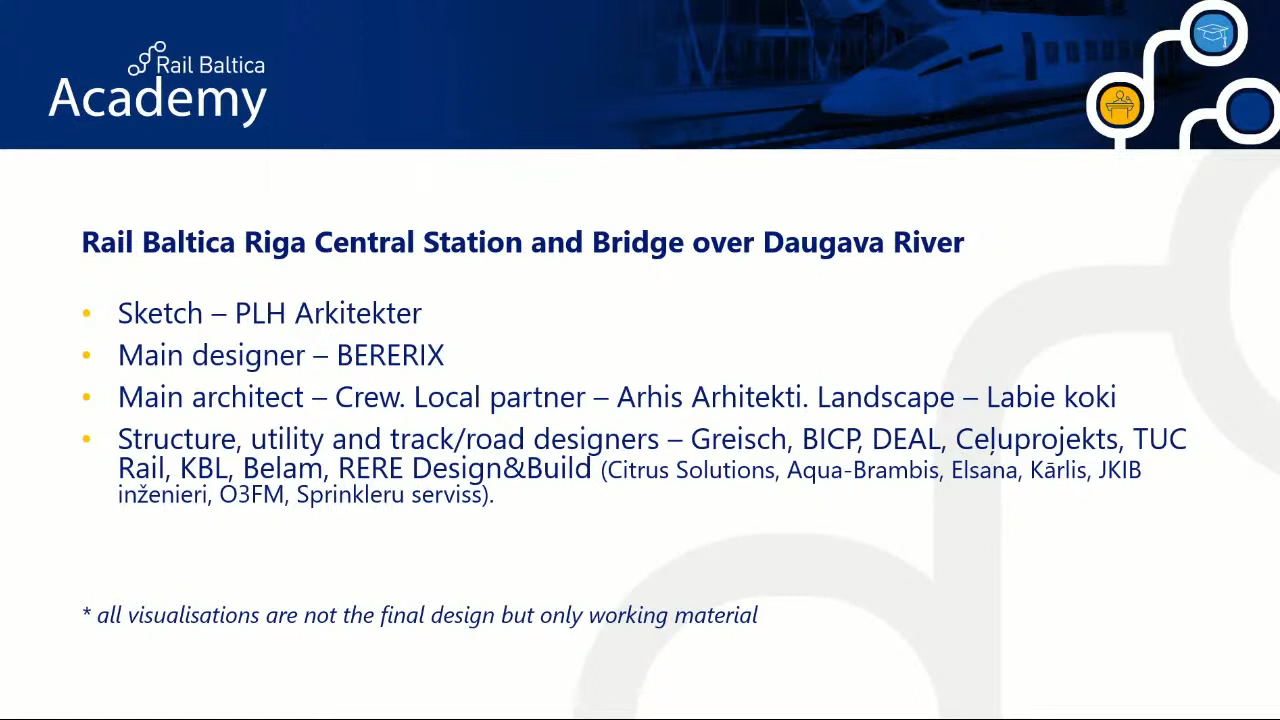 Rail Baltica
Academy
Rail Baltica Riga Central Station and Bridge over Daugava River
• Sketch – PLH Arkitekter
• Main designer – BERERIX
• Main architect – Crew. Local partner – Arhis Arhitekti. Landscape – Labie koki
• Structure, utility and track/road designers – Greisch, BICP, DEAL, Ceļuprojekts, TUC
Rail, KBL, Belam, RERE Design&Build (Citrus Solutions, Aqua-Brambis, Elsana, Kārlis, JKIB
inženieri, O3FM, Sprinkleru serviss).
* all visualisations are not the final design but only working material